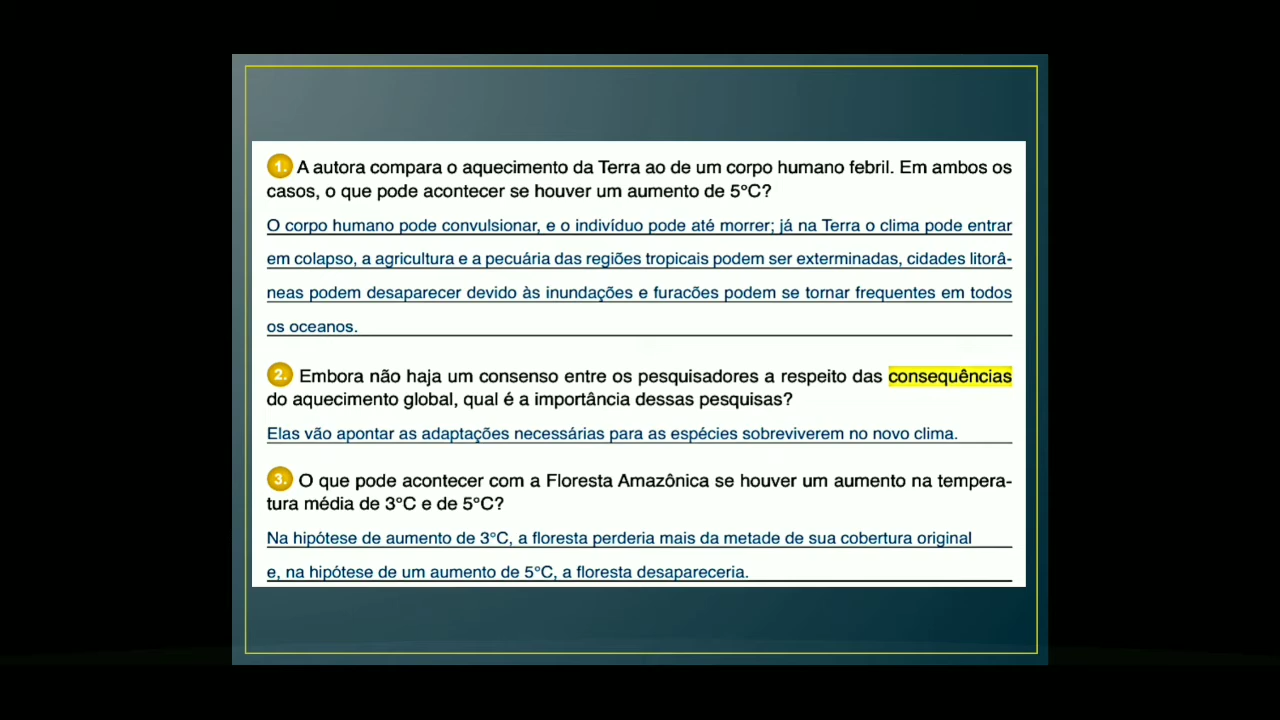 1. A autora compara o aquecimento da Terra ao de um corpo humano febril. Em ambos os
casos, o que pode acontecer se houver um aumento de 5°C?
O corpo humano pode convulsionar, e o indivíduo pode até morrer; já na Terra o clima pode entrar
em colapso, a agricultura e a pecuária das regiões tropicais podem ser exterminadas, cidades litorâ-
neas podem desaparecer devido às inundações e furacões podem se tornar frequentes em todos
os oceanos.
2. Embora não haja um consenso entre os pesquisadores a respeito das consequências
do aquecimento global, qual é a importância dessas pesquisas?
Elas vão apontar as adaptações necessárias para as espécies sobreviverem no novo clima.
3. O que pode acontecer com a Floresta Amazônica se houver um aumento na tempera-
tura média de 3°C e de 5°C?
Na hipótese de aumento de 3°C, a floresta perderia mais da metade de sua cobertura original
e, na hipótese de um aumento de 5°C, a floresta desapareceria.